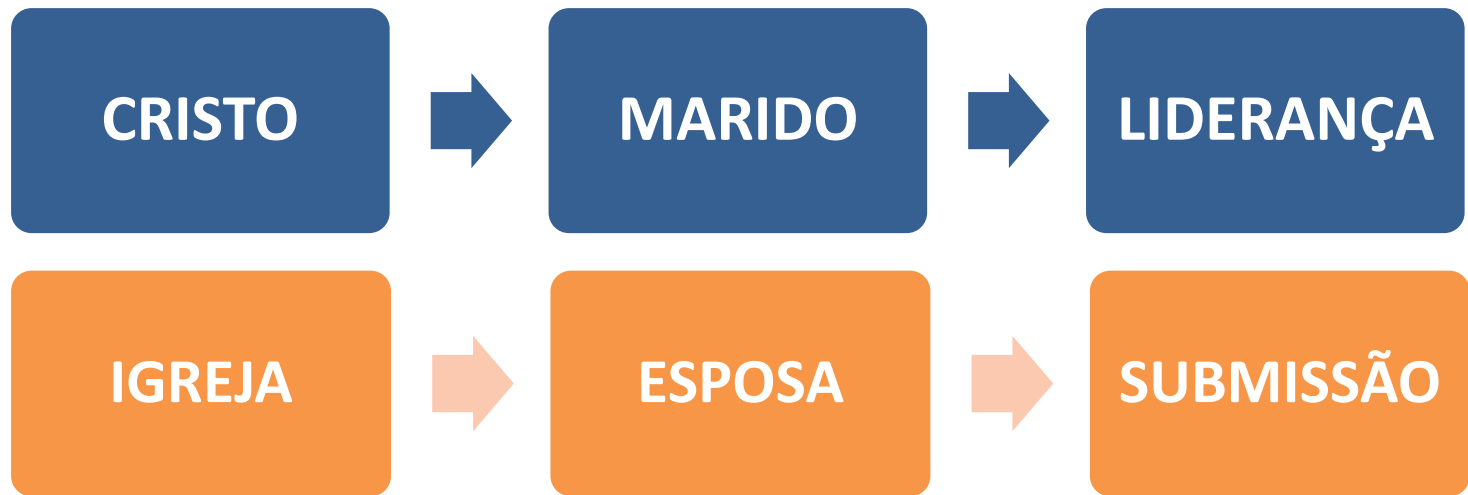 CRISTO
MARIDO
LIDERANÇA
IGREJA
ESPOSA
SUBMISSÃO